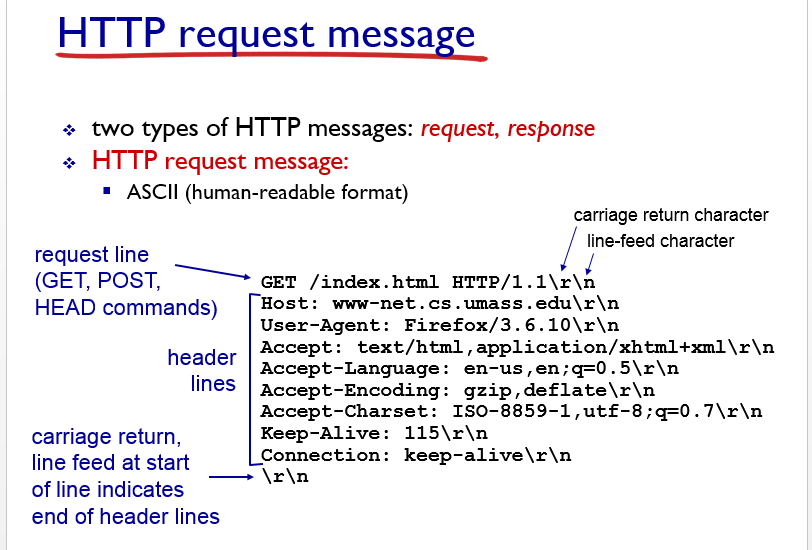 HTTP request message
two types of HTTP messages: request, response
HTTP request message:
ASCII (human-readable format)
carriage return character
line-feed character
request line
(GET, POST,
HEAD commands)
GET /index.html HTTP/1.1\r\n
Host: www-net.cs.umass.edu\r\n
User-Agent: Firefox/3.6.10\r\n
Accept: text/html,application/xhtml+xml\r\n
Accept-Language: en-us,en;q=0.5\r\n
Accept-Encoding: gzip,deflate\r\n
Accept-Charset: ISO-8859-1,utf-8;q=0.7\r\n
Keep-Alive: 115\r\n
Connection: keep-alive\r\n
\r\n
header
lines
carriage return,
line feed at start
of line indicates
end of header lines